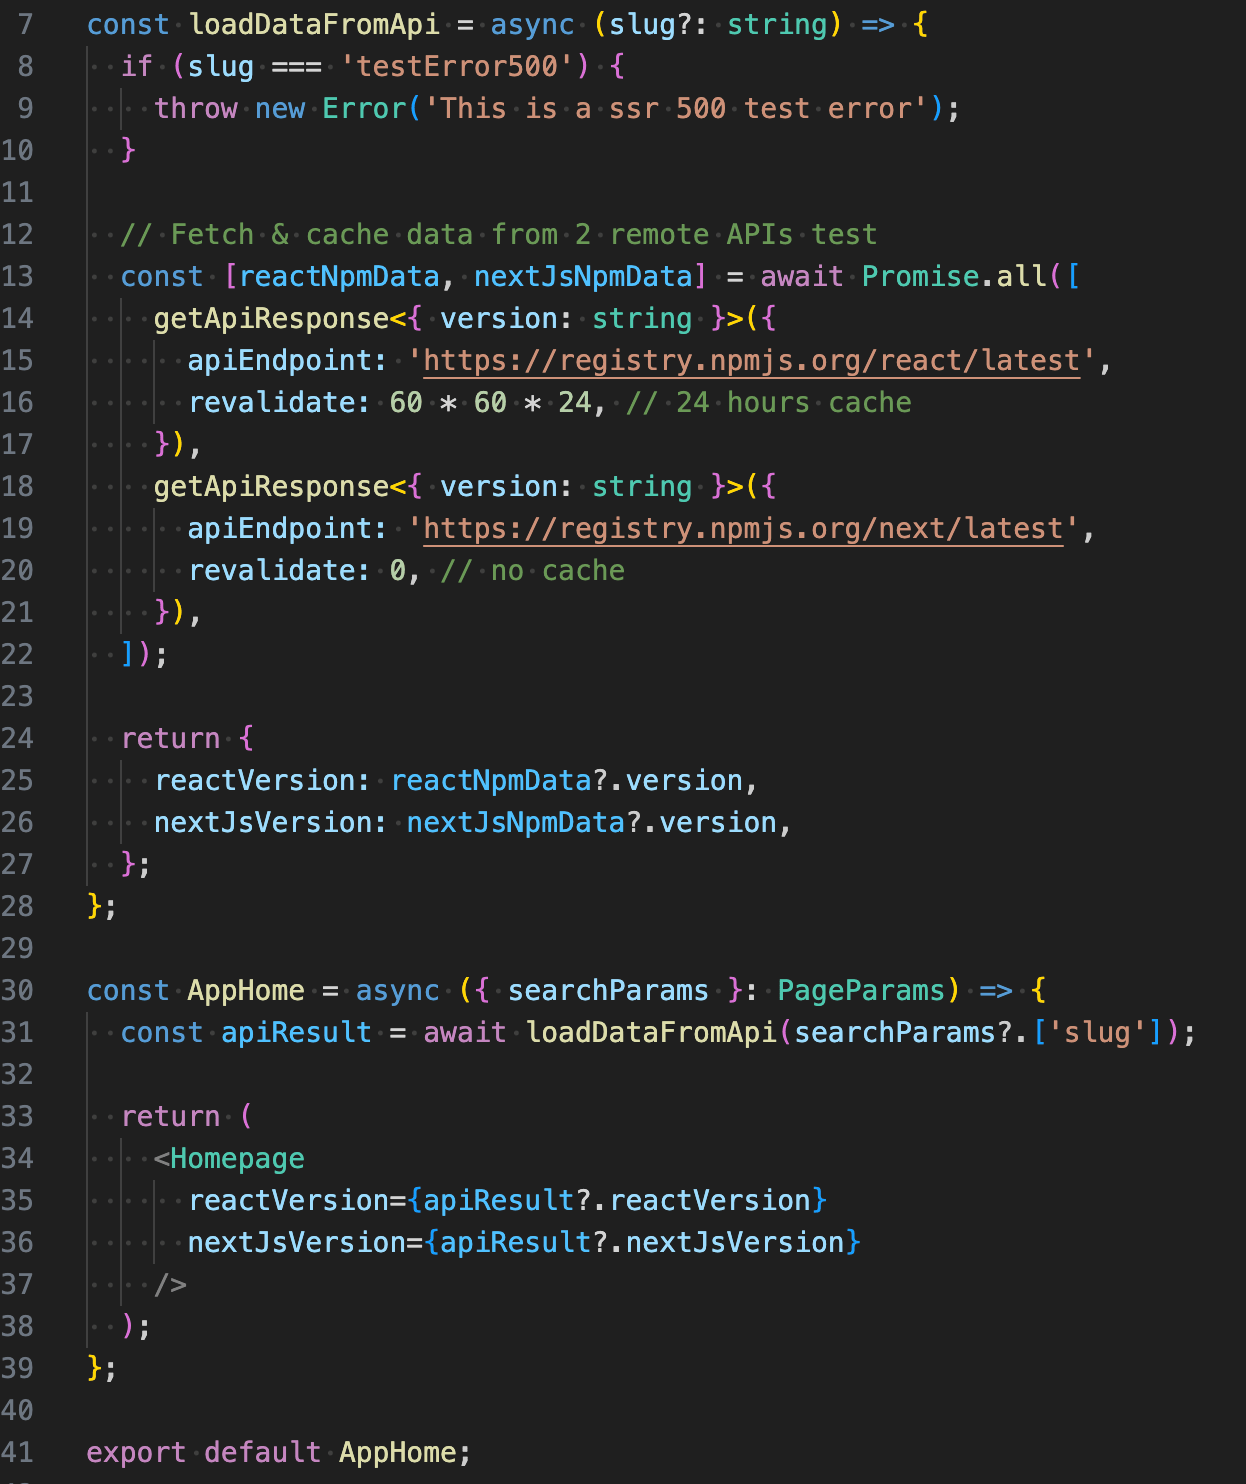 7 const loadDataFromApi = async (slug?: string) => {
8   if (slug === 'testError500') {
9     throw new Error('This is a ssr 500 test error');
10   }
11
12   // Fetch & cache data from 2 remote APIs test
13   const [reactNpmData, nextJsNpmData] = await Promise.all([
14     getApiResponse<{ version: string }>({
15       apiEndpoint: 'https://registry.npmjs.org/react/latest',
16       revalidate: 60 * 60 * 24, // 24 hours cache
17     }),
18     getApiResponse<{ version: string }>({
19       apiEndpoint: 'https://registry.npmjs.org/next/latest',
20       revalidate: 0, // no cache
21     }),
22   ]);
23
24   return {
25     reactVersion: reactNpmData?.version,
26     nextJsVersion: nextJsNpmData?.version,
27   };
28 };
29
30 const AppHome = async ({ searchParams }: PageParams) => {
31   const apiResult = await loadDataFromApi(searchParams?.['slug']);
32
33   return (
34     <Homepage
35       reactVersion={apiResult?.reactVersion}
36       nextJsVersion={apiResult?.nextJsVersion}
37     />
38   );
39 };
40
41 export default AppHome;